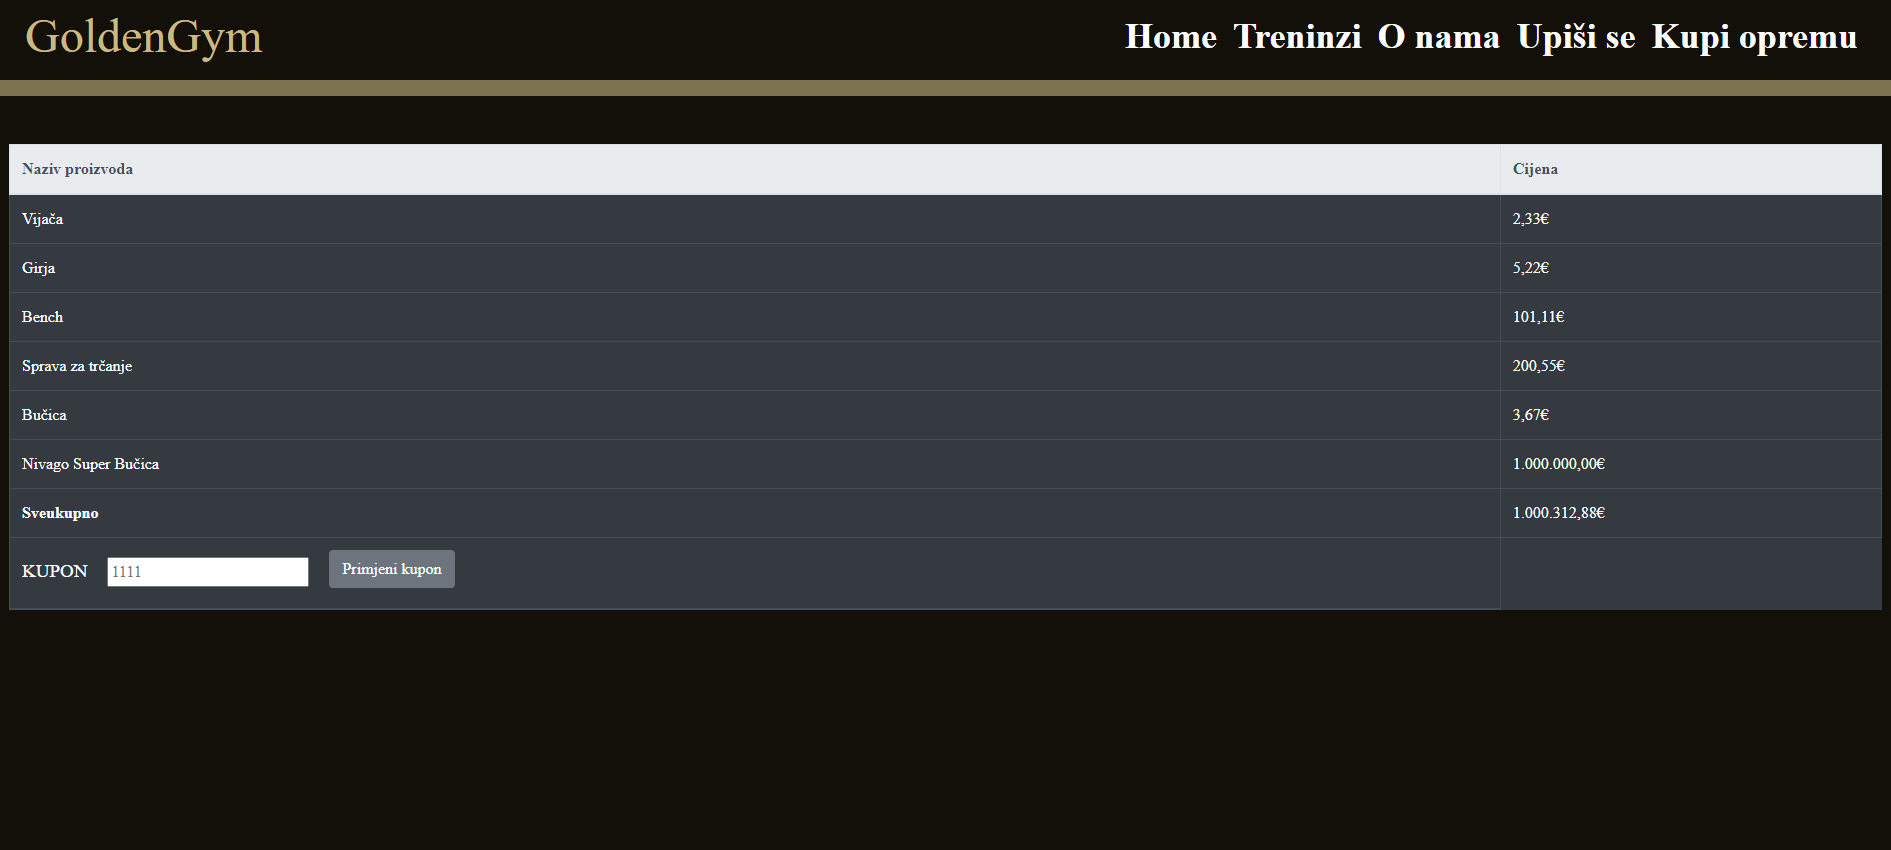 GoldenGym Home Treninzi O nama Upiši se Kupi opremu
Naziv proizvoda Cijena
Vijača 2,33€
Girja 5,22€
Bench 101,11€
Sprava za trčanje 200,55€
Bučica 3,67€
Nivago Super Bučica 1.000.000,00€
Sveukupno 1.000.312,88€
KUPON 1111 Primjeni kupon